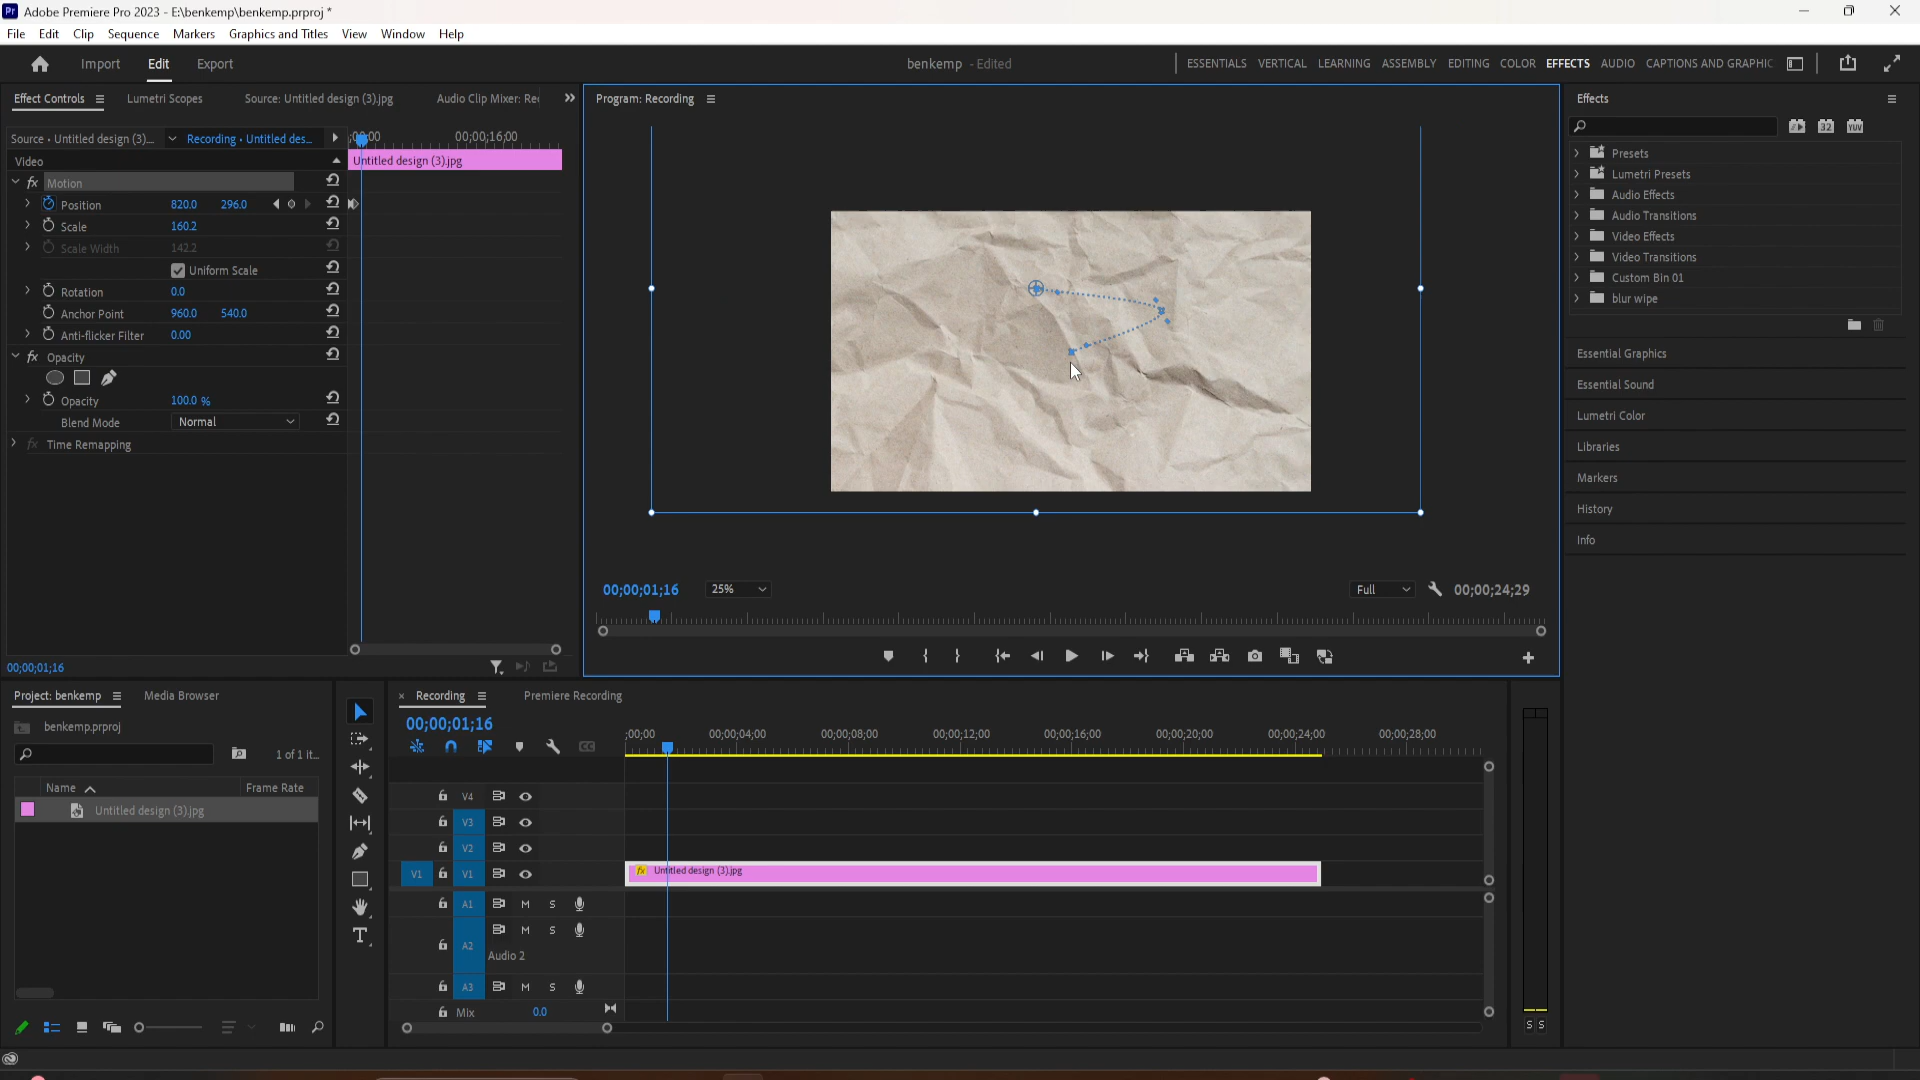 Pr Adobe Premiere Pro 2023 - E:\benkemp\benkemp.prproj *
File Edit Clip Sequence Markers Graphics and Titles View Window Help
Import Edit Export benkemp - Edited ESSENTIALS VERTICAL LEARNING ASSEMBLY EDITING COLOR EFFECTS AUDIO CAPTIONS AND GRAPHIC
Effect Controls Lumetri Scopes Source: Untitled design (3).jpg Audio Clip Mixer: Rec
Source • Untitled design (3)... Recording • Untitled des... ;00;00 00;00;16;00
Video Untitled design (3).jpg
fx Motion
Position 820.0 296.0
Scale 160.2
Scale Width 142.2
Uniform Scale
Rotation 0.0
Anchor Point 960.0 540.0
Anti-flicker Filter 0.00
fx Opacity
Opacity 100.0 %
Blend Mode Normal
fx Time Remapping
00;00;01;16
Program: Recording
00;00;01;16 25% Full 00;00;24;29
Effects
32 YUV
Presets
Lumetri Presets
Audio Effects
Audio Transitions
Video Effects
Video Transitions
Custom Bin 01
blur wipe
Essential Graphics
Essential Sound
Lumetri Color
Libraries
Markers
History
Info
Project: benkemp Media Browser
benkemp.prproj
1 of 1 it...
Name Frame Rate
Untitled design (3).jpg
× Recording Premiere Recording
00;00;01;16
;00;00 00;00;04;00 00;00;08;00 00;00;12;00 00;00;16;00 00;00;20;00 00;00;24;00 00;00;28;00
V4
V3
V2
V1 V1 fx Untitled design (3).jpg
A1 M S
A2 M S
Audio 2
A3 M S
Mix 0.0
S S